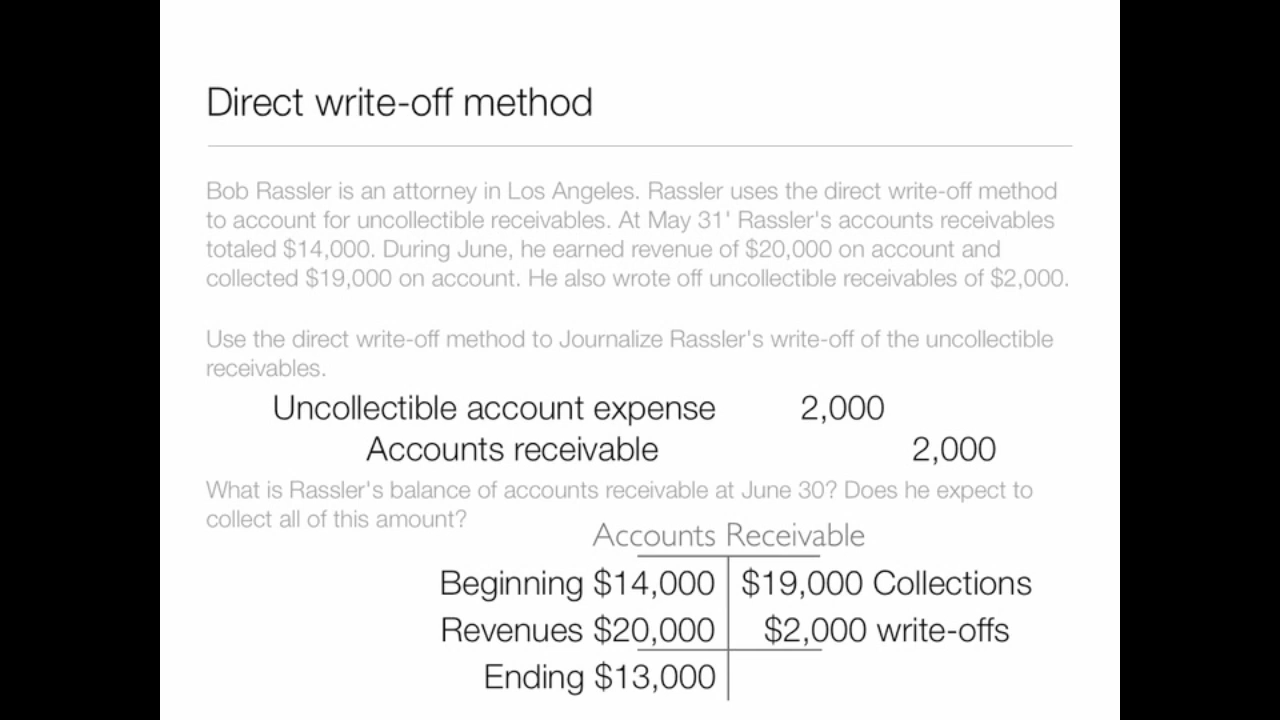 Direct write-off method
Bob Rassler is an attorney in Los Angeles. Rassler uses the direct write-off method
to account for uncollectible receivables. At May 31' Rassler's accounts receivables
totaled $14,000. During June, he earned revenue of $20,000 on account and
collected $19,000 on account. He also wrote off uncollectible receivables of $2,000.
Use the direct write-off method to Journalize Rassler's write-off of the uncollectible
receivables.
Uncollectible account expense 2,000
Accounts receivable 2,000
What is Rassler's balance of accounts receivable at June 30? Does he expect to
collect all of this amount?
Accounts Receivable
Beginning $14,000 $19,000 Collections
Revenues $20,000 $2,000 write-offs
Ending $13,000